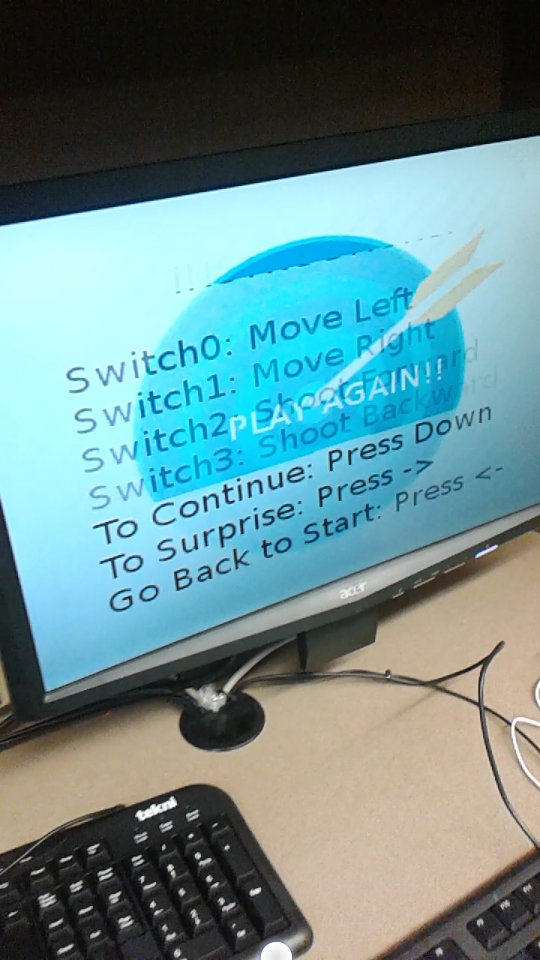 Switch0: Move Left
Switch1: Move Right
Switch2: Shoot Forward
PLAY AGAIN!!
Switch3: Shoot Backward
To Continue: Press Down
To Surprise: Press ->
Go Back to Start: Press <-
acer
tekni